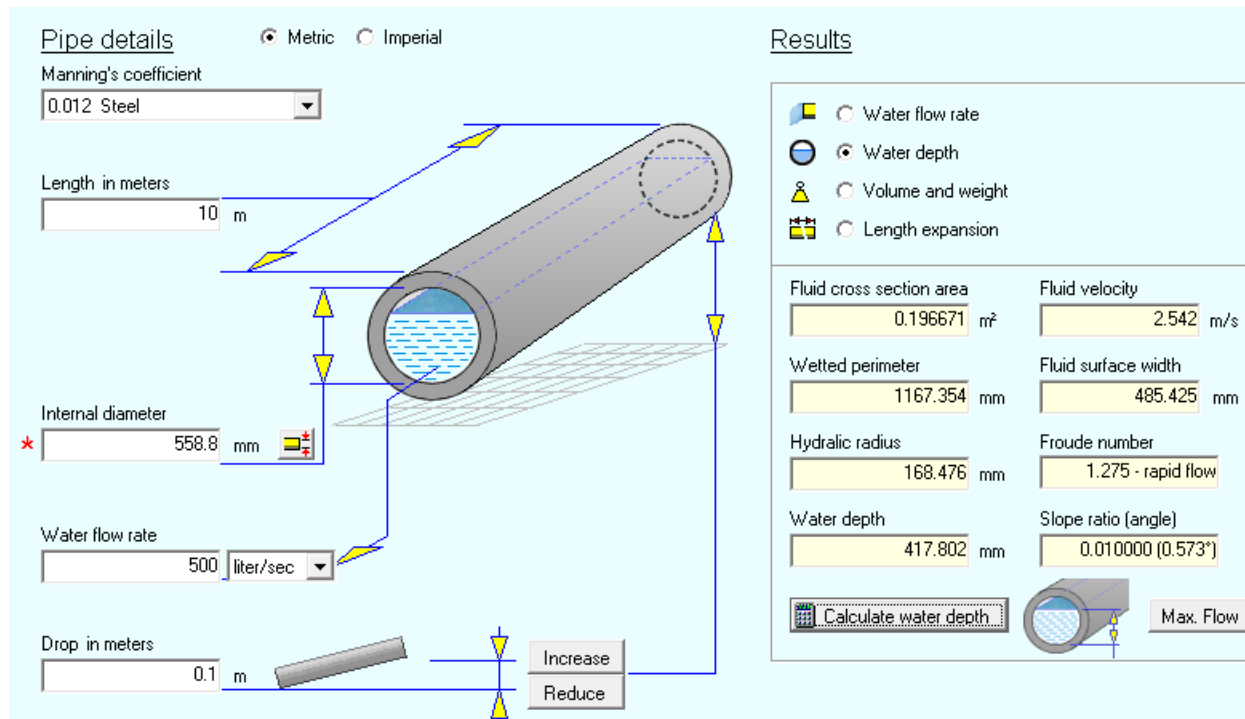 Pipe details
Metric
Imperial
Manning's coefficient
0.012 Steel
Length in meters
10 m
Internal diameter
* 558.8 mm
Water flow rate
500 liter/sec
Drop in meters
0.1 m
Increase
Reduce
Results
Water flow rate
Water depth
Volume and weight
Length expansion
Fluid cross section area Fluid velocity
0.196671 m² 2.542 m/s
Wetted perimeter Fluid surface width
1167.354 mm 485.425 mm
Hydralic radius Froude number
168.476 mm 1.275 - rapid flow
Water depth Slope ratio (angle)
417.802 mm 0.010000 (0.573°)
Calculate water depth Max. Flow